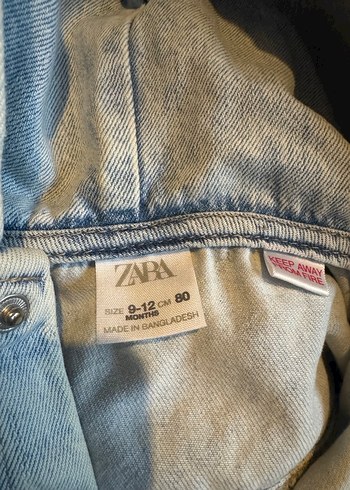 ZARA
SIZE 9-12 MONTHS CM 80
MADE IN BANGLADESH
KEEP AWAY
FROM FIRE